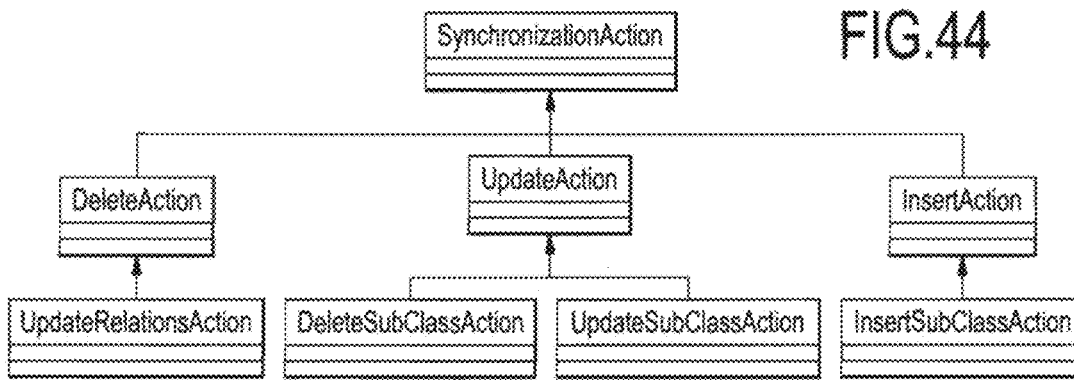 SynchronizationAction
FIG.44
DeleteAction
UpdateAction
InsertAction
UpdateRelationsAction
DeleteSubClassAction
UpdateSubClassAction
InsertSubClassAction